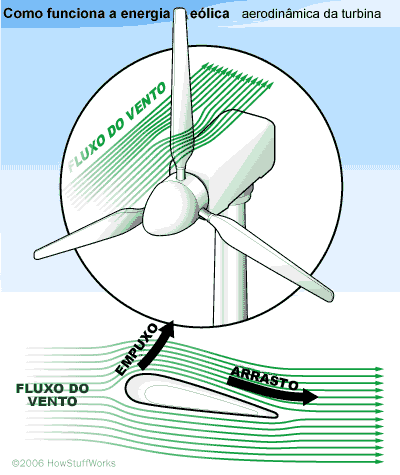 Como funciona a energia eólica aerodinâmica da turbina
FLUXO DO VENTO
EMPUXO
ARRASTO
FLUXO DO
VENTO
©2006 HowStuffWorks